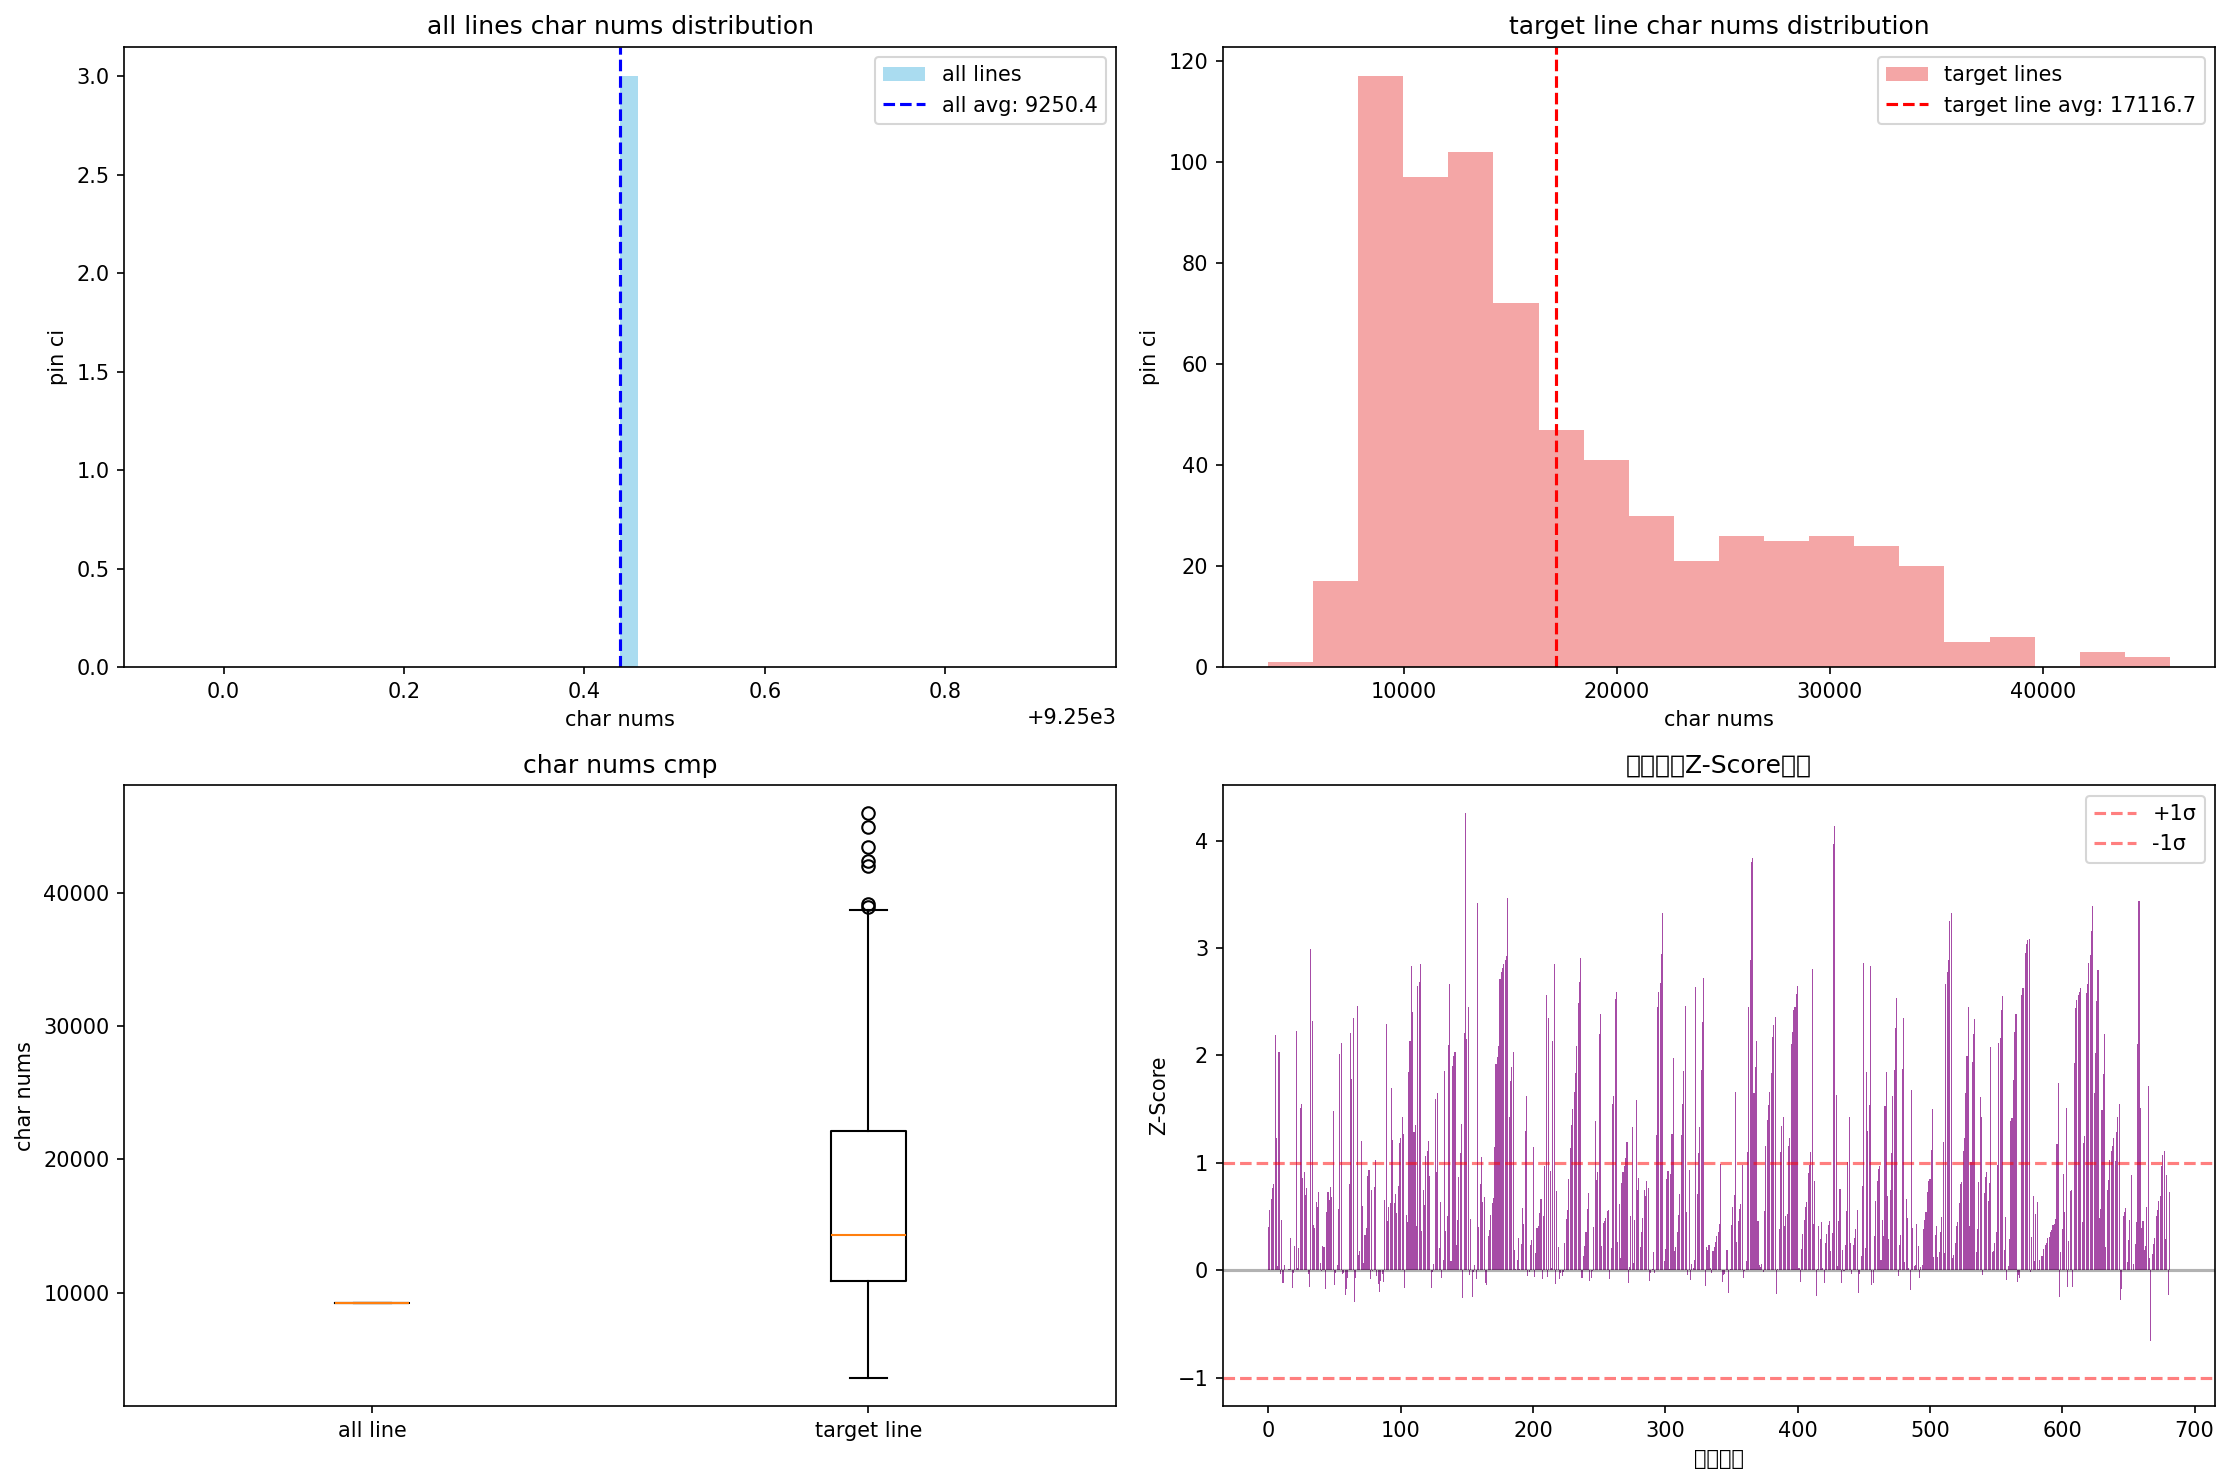 all lines char nums distribution
3.0
2.5
2.0
1.5
1.0
0.5
0.0
pin ci
all lines
all avg: 9250.4
0.0 0.2 0.4 0.6 0.8
char nums
+9.25e3
target line char nums distribution
120
100
80
60
40
20
0
pin ci
target lines
target line avg: 17116.7
10000 20000 30000 40000
char nums
char nums cmp
40000
30000
20000
10000
char nums
all line target line
Z-Score
4
3
2
1
0
−1
Z-Score
+1σ
-1σ
0 100 200 300 400 500 600 700